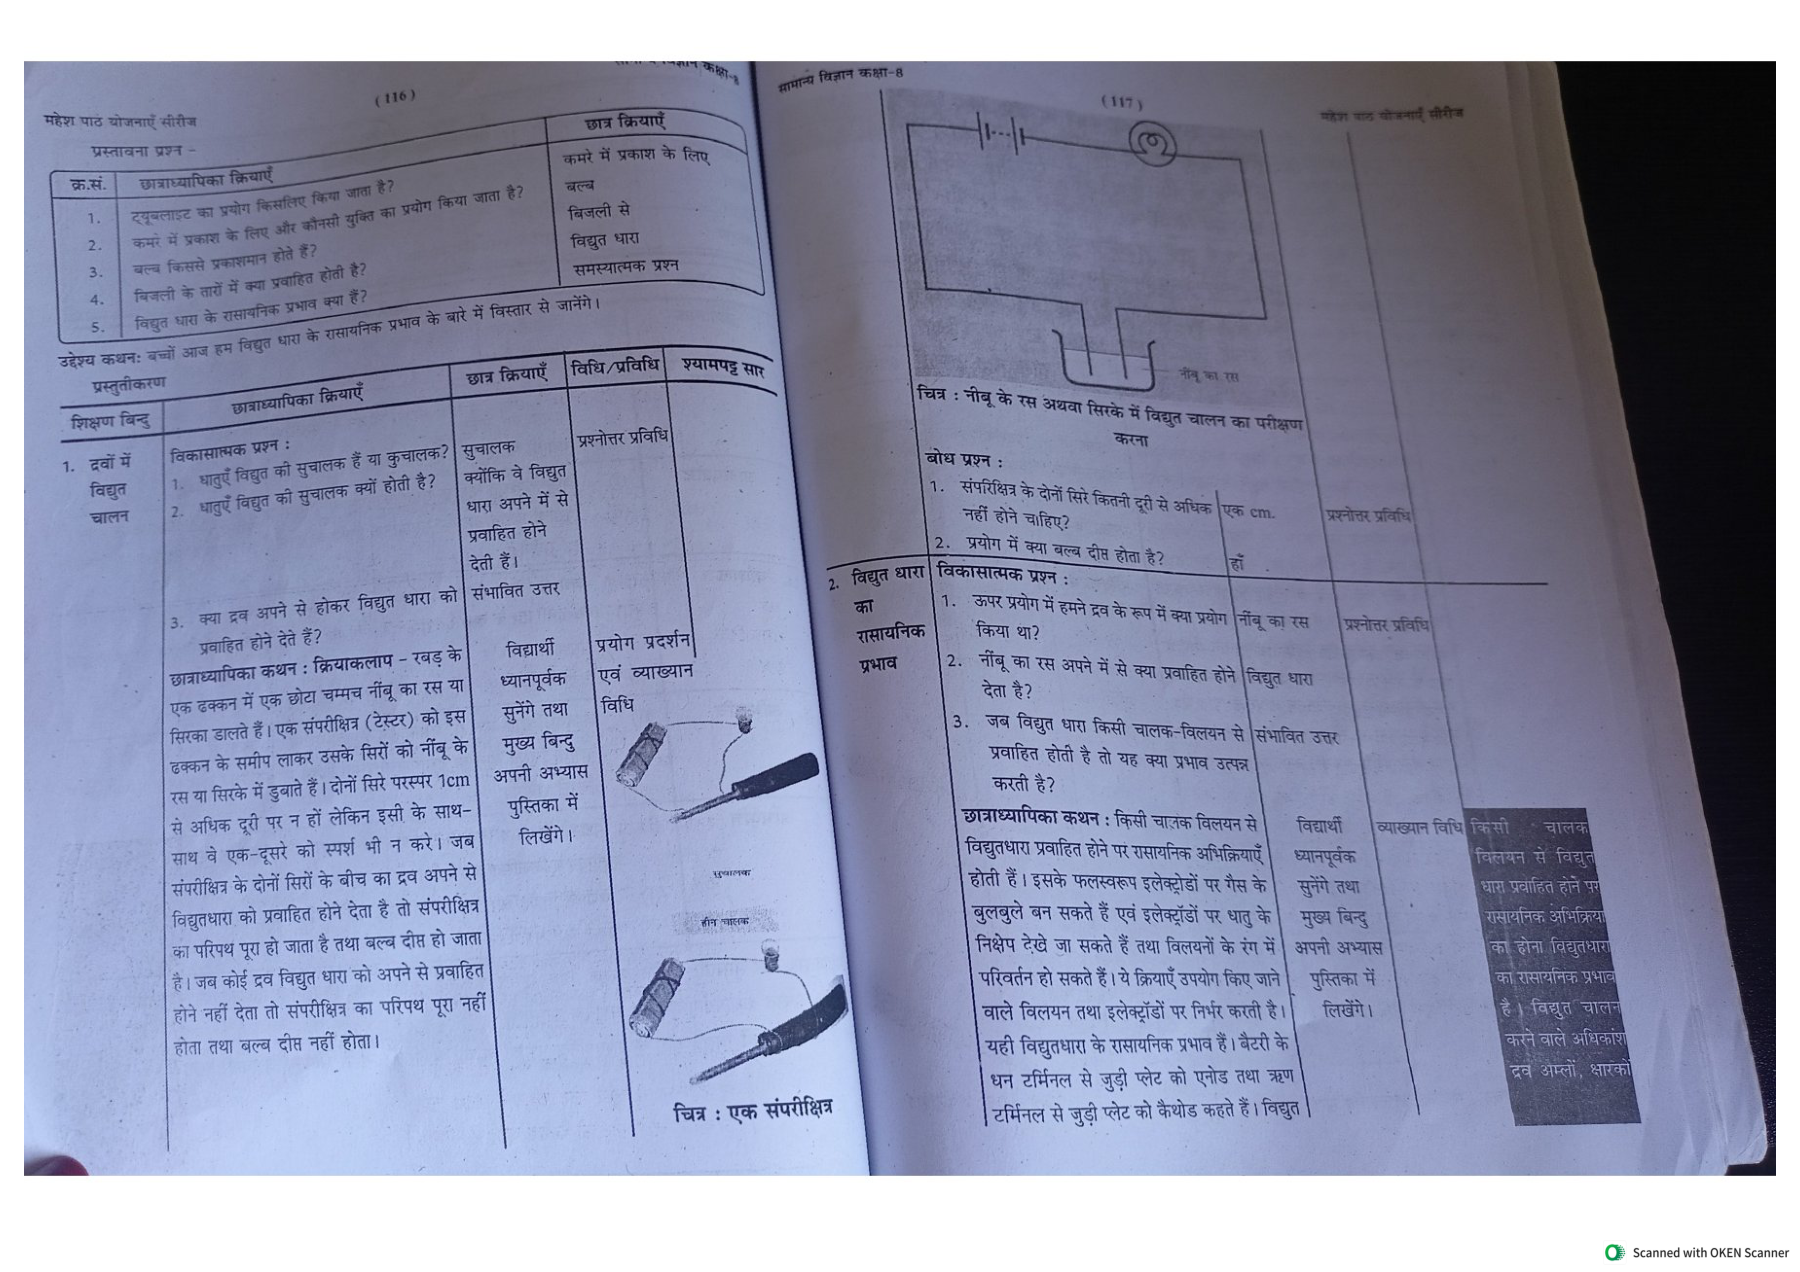 (116)
महेश पाठ योजनाएँ सीरीज
प्रस्तावना प्रश्न -
क्र.सं. छात्राध्यापिका क्रियाएँ छात्र क्रियाएँ
1. ट्यूबलाइट का प्रयोग किसलिए किया जाता है? कमरे में प्रकाश के लिए
2. कमरे में प्रकाश के लिए और कौनसी युक्ति का प्रयोग किया जाता है? बल्ब
3. बल्ब किससे प्रकाशमान होते हैं? बिजली से
4. बिजली के तारों में क्या प्रवाहित होती है? विद्युत धारा
5. विद्युत धारा के रासायनिक प्रभाव क्या हैं? समस्यात्मक प्रश्न
उद्देश्य कथन: बच्चों आज हम विद्युत धारा के रासायनिक प्रभाव के बारे में विस्तार से जानेंगे।
प्रस्तुतीकरण
शिक्षण बिन्दु छात्राध्यापिका क्रियाएँ छात्र क्रियाएँ विधि/प्रविधि श्यामपट्ट सार
1. द्रवों में
विद्युत
चालन
विकासात्मक प्रश्न :
1. धातुएँ विद्युत की सुचालक हैं या कुचालक? सुचालक प्रश्नोत्तर प्रविधि
2. धातुएँ विद्युत की सुचालक क्यों होती है? क्योंकि वे विद्युत
धारा अपने में से
प्रवाहित होने
देती हैं।
3. क्या द्रव अपने से होकर विद्युत धारा को संभावित उत्तर
प्रवाहित होने देते हैं?
छात्राध्यापिका कथन : क्रियाकलाप – रबड़ के
एक ढक्कन में एक छोटा चम्मच नींबू का रस या
सिरका डालते हैं। एक संपरीक्षित्र (टेस्टर) को इस
ढक्कन के समीप लाकर उसके सिरों को नींबू के
रस या सिरके में डुबाते हैं। दोनों सिरे परस्पर 1cm
से अधिक दूरी पर न हों लेकिन इसी के साथ-
साथ वे एक-दूसरे को स्पर्श भी न करे। जब
संपरीक्षित्र के दोनों सिरों के बीच का द्रव अपने से
विद्युतधारा को प्रवाहित होने देता है तो संपरीक्षित्र
का परिपथ पूरा हो जाता है तथा बल्ब दीप्त हो जाता
है। जब कोई द्रव विद्युत धारा को अपने से प्रवाहित
होने नहीं देता तो संपरीक्षित्र का परिपथ पूरा नहीं
होता तथा बल्ब दीप्त नहीं होता।
विद्यार्थी
ध्यानपूर्वक
सुनेंगे तथा
मुख्य बिन्दु
अपनी अभ्यास
पुस्तिका में
लिखेंगे।
प्रयोग प्रदर्शन
एवं व्याख्यान
विधि
सुचालक
हीन चालक
चित्र : एक संपरीक्षित्र
सामान्य विज्ञान कक्षा-8
(117)
महेश पाठ योजनाएँ सीरीज
नीबू का रस
चित्र : नीबू के रस अथवा सिरके में विद्युत चालन का परीक्षण
करना
बोध प्रश्न :
1. संपरिक्षित्र के दोनों सिरे कितनी दूरी से अधिक एक cm. प्रश्नोत्तर प्रविधि
नहीं होने चाहिए?
2. प्रयोग में क्या बल्ब दीप्त होता है? हाँ
2. विद्युत धारा
का
रासायनिक
प्रभाव
विकासात्मक प्रश्न :
1. ऊपर प्रयोग में हमने द्रव के रूप में क्या प्रयोग नींबू का रस प्रश्नोत्तर प्रविधि
किया था?
2. नींबू का रस अपने में से क्या प्रवाहित होने विद्युत धारा
देता है?
3. जब विद्युत धारा किसी चालक-विलयन से संभावित उत्तर
प्रवाहित होती है तो यह क्या प्रभाव उत्पन्न
करती है?
छात्राध्यापिका कथन : किसी चालक विलयन से
विद्युतधारा प्रवाहित होने पर रासायनिक अभिक्रियाएँ
होती हैं। इसके फलस्वरूप इलेक्ट्रोडों पर गैस के
बुलबुले बन सकते हैं एवं इलेक्ट्रॉडों पर धातु के
निक्षेप देखे जा सकते हैं तथा विलयनों के रंग में
परिवर्तन हो सकते हैं। ये क्रियाएँ उपयोग किए जाने
वाले विलयन तथा इलेक्ट्रॉडों पर निर्भर करती है।
यही विद्युतधारा के रासायनिक प्रभाव हैं। बैटरी के
धन टर्मिनल से जुड़ी प्लेट को एनोड तथा ऋण
टर्मिनल से जुड़ी प्लेट को कैथोड कहते हैं। विद्युत
विद्यार्थी
ध्यानपूर्वक
सुनेंगे तथा
मुख्य बिन्दु
अपनी अभ्यास
पुस्तिका में
लिखेंगे।
व्याख्यान विधि
किसी चालक
विलयन से विद्युत
धारा प्रवाहित होने पर
रासायनिक अभिक्रिया
का होना विद्युतधारा
का रासायनिक प्रभाव
है। विद्युत चालन
करने वाले अधिकांश
द्रव अम्लों, क्षारकों
Scanned with OKEN Scanner